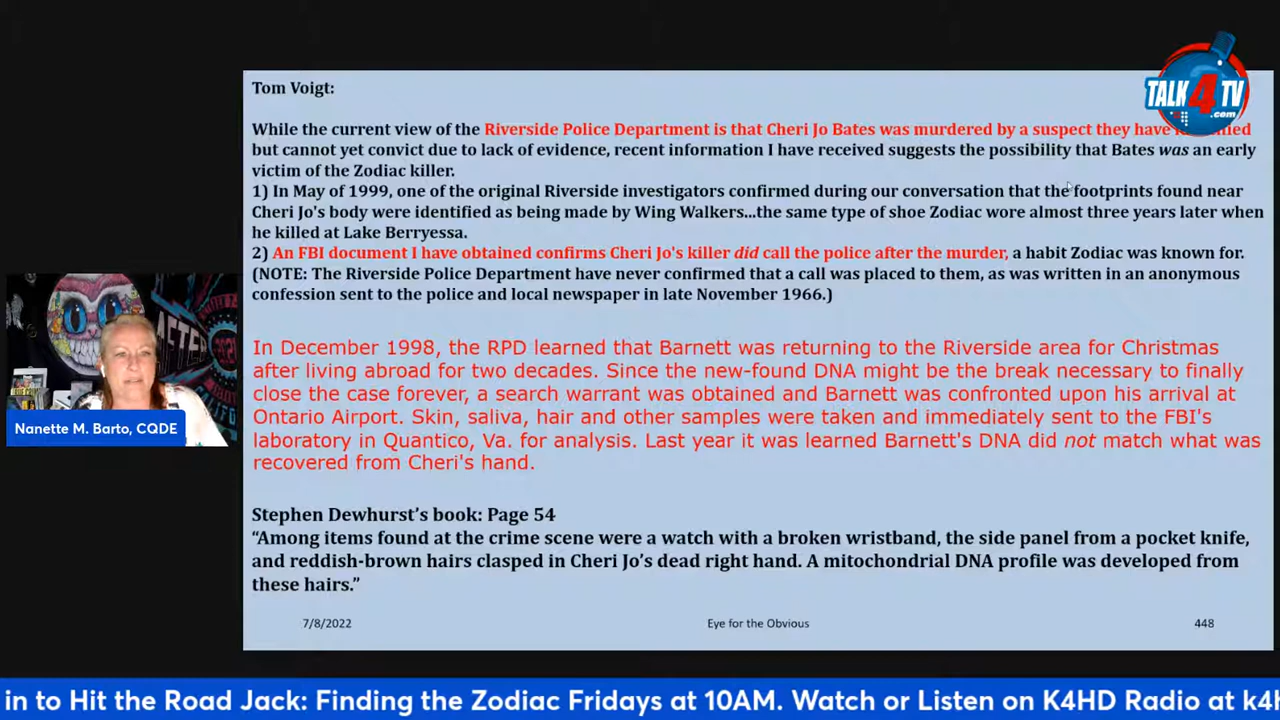 TALK 4 TV
.com
Tom Voigt:
While the current view of the Riverside Police Department is that Cheri Jo Bates was murdered by a suspect they have
but cannot yet convict due to lack of evidence, recent information I have received suggests the possibility that Bates was an early
victim of the Zodiac killer.
1) In May of 1999, one of the original Riverside investigators confirmed during our conversation that the footprints found near
Cheri Jo's body were identified as being made by Wing Walkers...the same type of shoe Zodiac wore almost three years later when
he killed at Lake Berryessa.
2) An FBI document I have obtained confirms Cheri Jo's killer did call the police after the murder, a habit Zodiac was known for.
(NOTE: The Riverside Police Department have never confirmed that a call was placed to them, as was written in an anonymous
confession sent to the police and local newspaper in late November 1966.)
In December 1998, the RPD learned that Barnett was returning to the Riverside area for Christmas
after living abroad for two decades. Since the new-found DNA might be the break necessary to finally
close the case forever, a search warrant was obtained and Barnett was confronted upon his arrival at
Ontario Airport. Skin, saliva, hair and other samples were taken and immediately sent to the FBI's
laboratory in Quantico, Va. for analysis. Last year it was learned Barnett's DNA did not match what was
recovered from Cheri's hand.
Stephen Dewhurst's book: Page 54
“Among items found at the crime scene were a watch with a broken wristband, the side panel from a pocket knife,
and reddish-brown hairs clasped in Cheri Jo's dead right hand. A mitochondrial DNA profile was developed from
these hairs.”
7/8/2022 Eye for the Obvious 448
AFTER
Nanette M. Barto, CQDE
in to Hit the Road Jack: Finding the Zodiac Fridays at 10AM. Watch or Listen on K4HD Radio at k4h